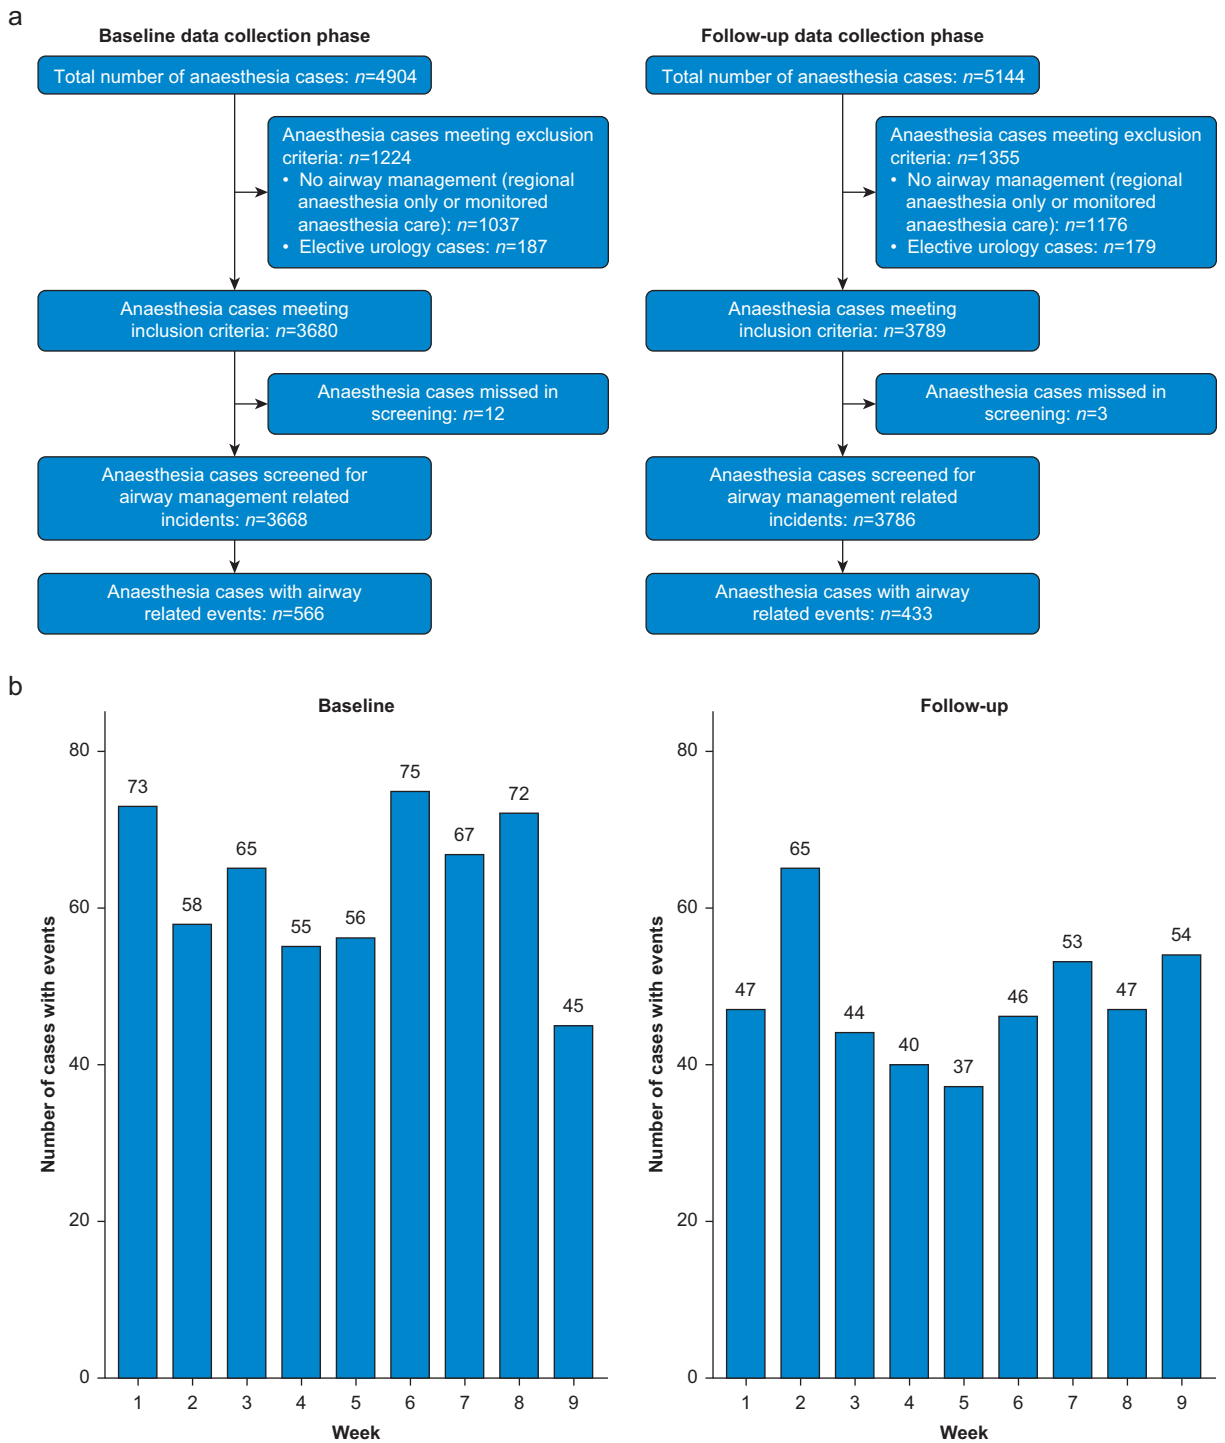 a
Baseline data collection phase
Total number of anaesthesia cases: n=4904
Anaesthesia cases meeting exclusion
criteria: n=1224
• No airway management (regional
anaesthesia only or monitored
anaesthesia care): n=1037
• Elective urology cases: n=187
Anaesthesia cases meeting
inclusion criteria: n=3680
Anaesthesia cases missed in
screening: n=12
Anaesthesia cases screened for
airway management related
incidents: n=3668
Anaesthesia cases with airway
related events: n=566
Follow-up data collection phase
Total number of anaesthesia cases: n=5144
Anaesthesia cases meeting exclusion
criteria: n=1355
• No airway management (regional
anaesthesia only or monitored
anaesthesia care): n=1176
• Elective urology cases: n=179
Anaesthesia cases meeting
inclusion criteria: n=3789
Anaesthesia cases missed in
screening: n=3
Anaesthesia cases screened for
airway management related
incidents: n=3786
Anaesthesia cases with airway
related events: n=433
b
Baseline
Number of cases with events
80
60
40
20
0
73
58
65
55
56
75
67
72
45
1 2 3 4 5 6 7 8 9
Week
Follow-up
Number of cases with events
80
60
40
20
0
47
65
44
40
37
46
53
47
54
1 2 3 4 5 6 7 8 9
Week